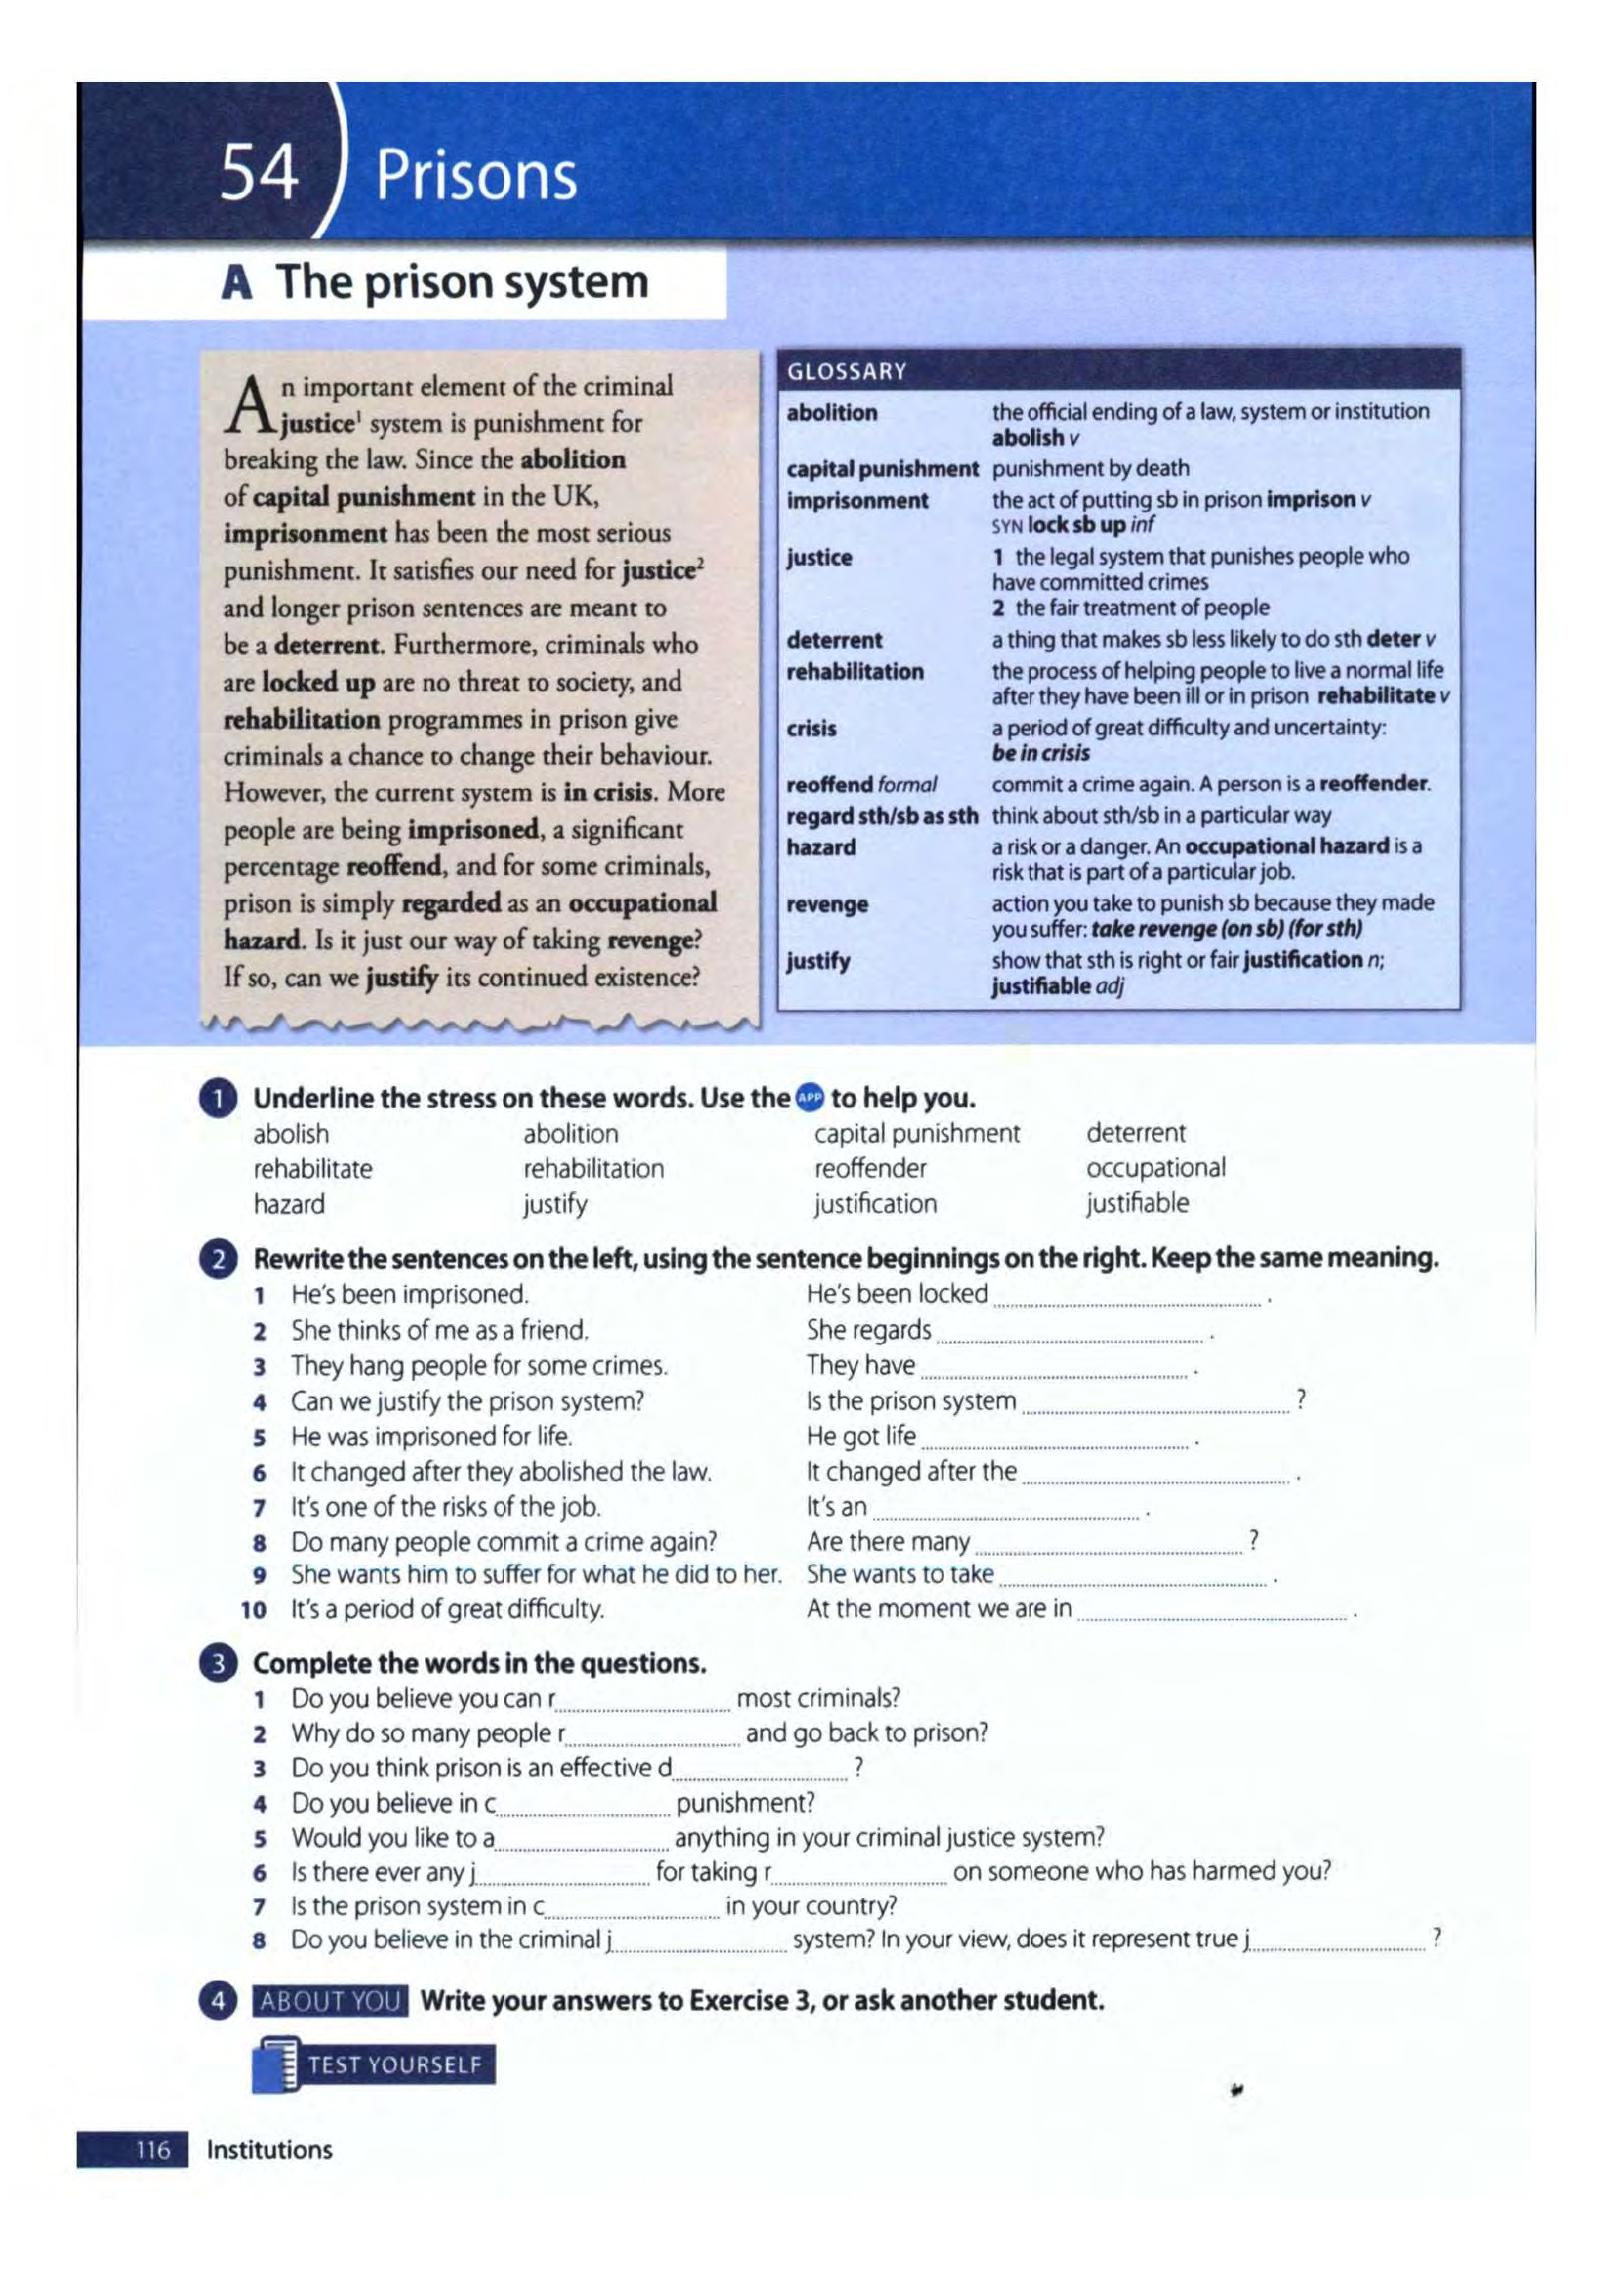 54 Prisons
A The prison system
An important element of the criminal
justice¹ system is punishment for
breaking the law. Since the abolition
of capital punishment in the UK,
imprisonment has been the most serious
punishment. It satisfies our need for justice²
and longer prison sentences are meant to
be a deterrent. Furthermore, criminals who
are locked up are no threat to society, and
rehabilitation programmes in prison give
criminals a chance to change their behaviour.
However, the current system is in crisis. More
people are being imprisoned, a significant
percentage reoffend, and for some criminals,
prison is simply regarded as an occupational
hazard. Is it just our way of taking revenge?
If so, can we justify its continued existence?
GLOSSARY
abolition the official ending of a law, system or institution
abolish v
capital punishment punishment by death
imprisonment the act of putting sb in prison imprison v
SYN lock sb up inf
justice 1 the legal system that punishes people who
have committed crimes
2 the fair treatment of people
deterrent a thing that makes sb less likely to do sth deter v
rehabilitation the process of helping people to live a normal life
after they have been ill or in prison rehabilitate v
crisis a period of great difficulty and uncertainty:
be in crisis
reoffend formal commit a crime again. A person is a reoffender.
regard sth/sb as sth think about sth/sb in a particular way
hazard a risk or a danger. An occupational hazard is a
risk that is part of a particular job.
revenge action you take to punish sb because they made
you suffer: take revenge (on sb) (for sth)
justify show that sth is right or fair justification n;
justifiable adj
1 Underline the stress on these words. Use the APP to help you.
abolish abolition capital punishment deterrent
rehabilitate rehabilitation reoffender occupational
hazard justify justification justifiable
2 Rewrite the sentences on the left, using the sentence beginnings on the right. Keep the same meaning.
1 He's been imprisoned. He's been locked .
2 She thinks of me as a friend. She regards .
3 They hang people for some crimes. They have .
4 Can we justify the prison system? Is the prison system ?
5 He was imprisoned for life. He got life .
6 It changed after they abolished the law. It changed after the .
7 It's one of the risks of the job. It's an .
8 Do many people commit a crime again? Are there many ?
9 She wants him to suffer for what he did to her. She wants to take .
10 It's a period of great difficulty. At the moment we are in .
3 Complete the words in the questions.
1 Do you believe you can r most criminals?
2 Why do so many people r and go back to prison?
3 Do you think prison is an effective d ?
4 Do you believe in c punishment?
5 Would you like to a anything in your criminal justice system?
6 Is there ever any j for taking r on someone who has harmed you?
7 Is the prison system in c in your country?
8 Do you believe in the criminal j system? In your view, does it represent true j ?
4 ABOUT YOU Write your answers to Exercise 3, or ask another student.
TEST YOURSELF
116 Institutions